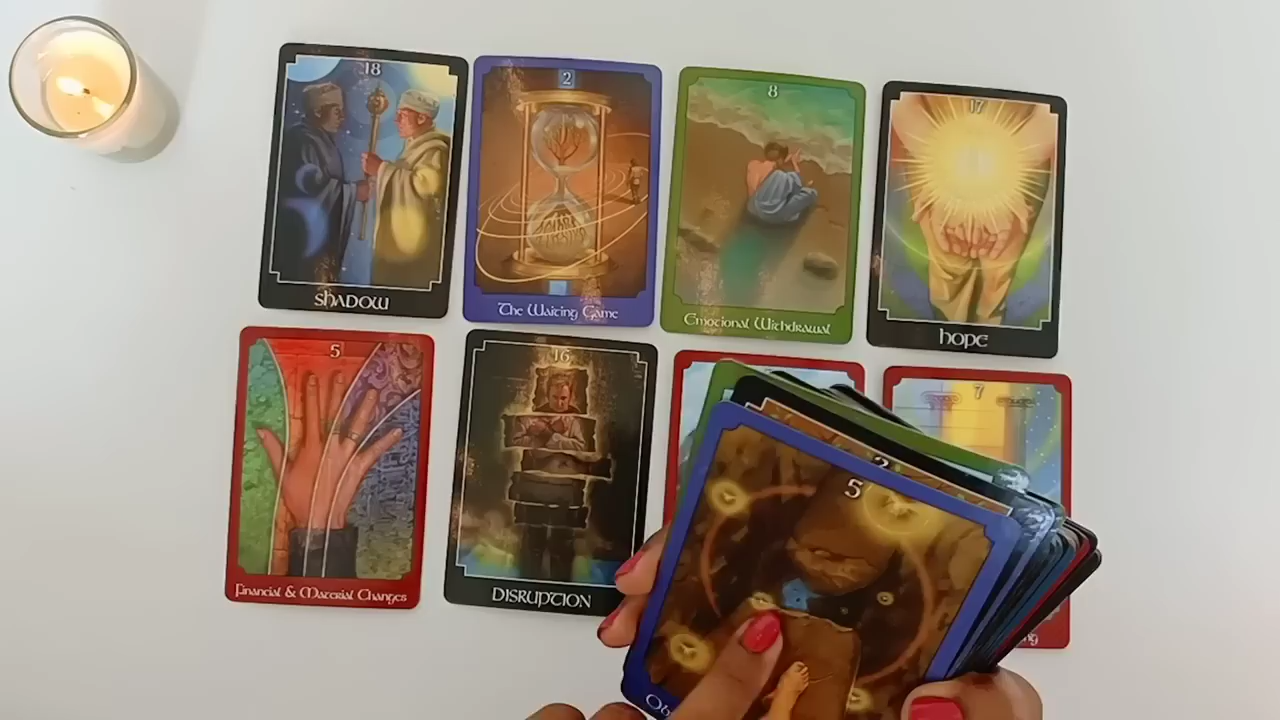 18
SHADOW
2
The Waiting Game
8
Emotional Withdrawal
17
HOPE
5
Financial & Material Changes
16
DISRUPTION
7
2
5